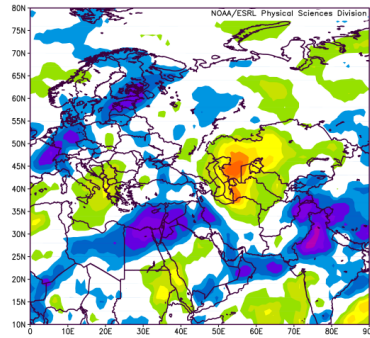 NOAA/ESRL Physical Sciences Division
80N
75N
70N
65N
60N
55N
50N
45N
40N
35N
30N
25N
20N
15N
10N
0 10E 20E 30E 40E 50E 60E 70E 80E 90E